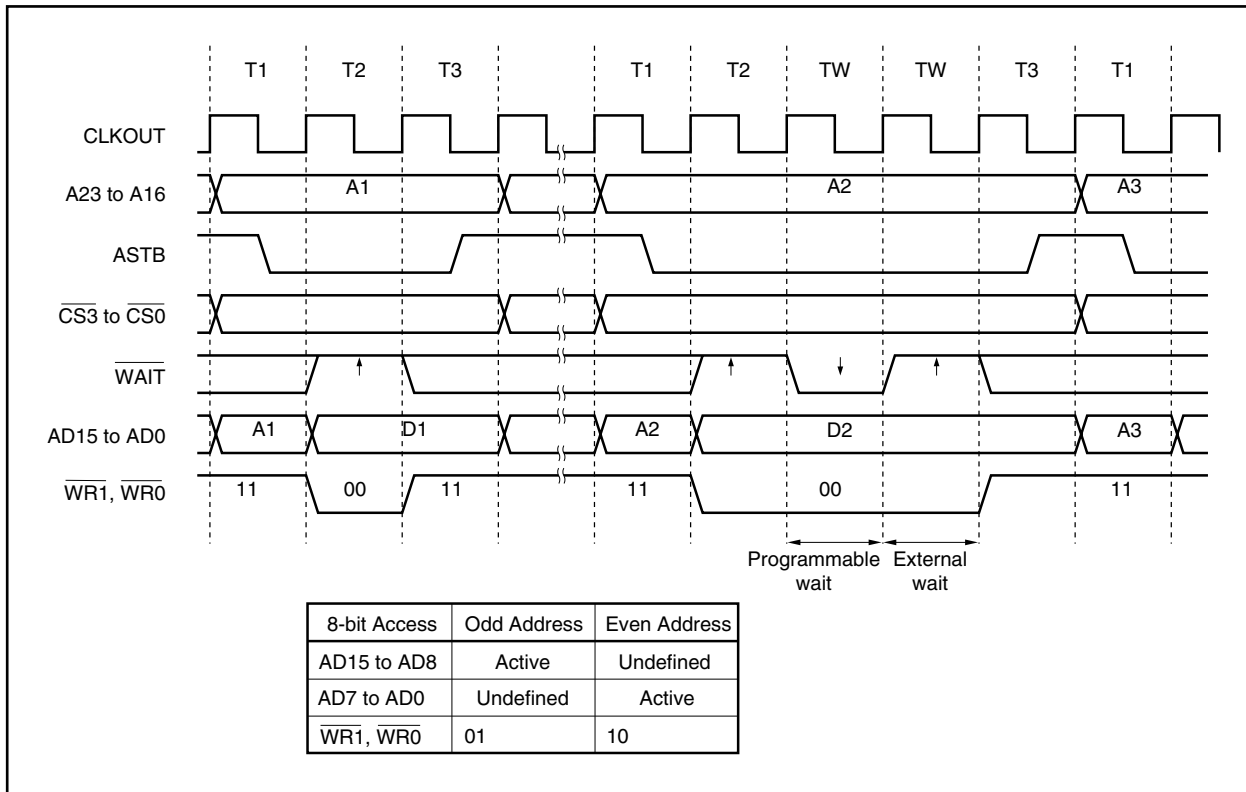 T1 T2 T3 T1 T2 TW TW T3 T1
CLKOUT
A23 to A16 A1 A2 A3
ASTB
CS3 to CS0
WAIT
AD15 to AD0 A1 D1 A2 D2 A3
WR1, WR0 11 00 11 11 00 11
Programmable wait
External wait
8-bit Access Odd Address Even Address
AD15 to AD8 Active Undefined
AD7 to AD0 Undefined Active
WR1, WR0 01 10